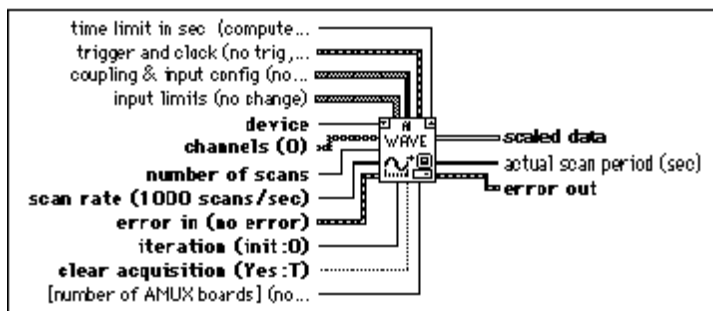 time limit in sec (compute...
trigger and clock (no trig,...
coupling & input config (no...
input limits (no change)
device
channels (0)
number of scans
scan rate (1000 scans/sec)
error in (no error)
iteration (init:0)
clear acquisition (Yes:T)
[number of AMUX boards] (no...
AI
WAVE
scaled data
actual scan period (sec)
error out